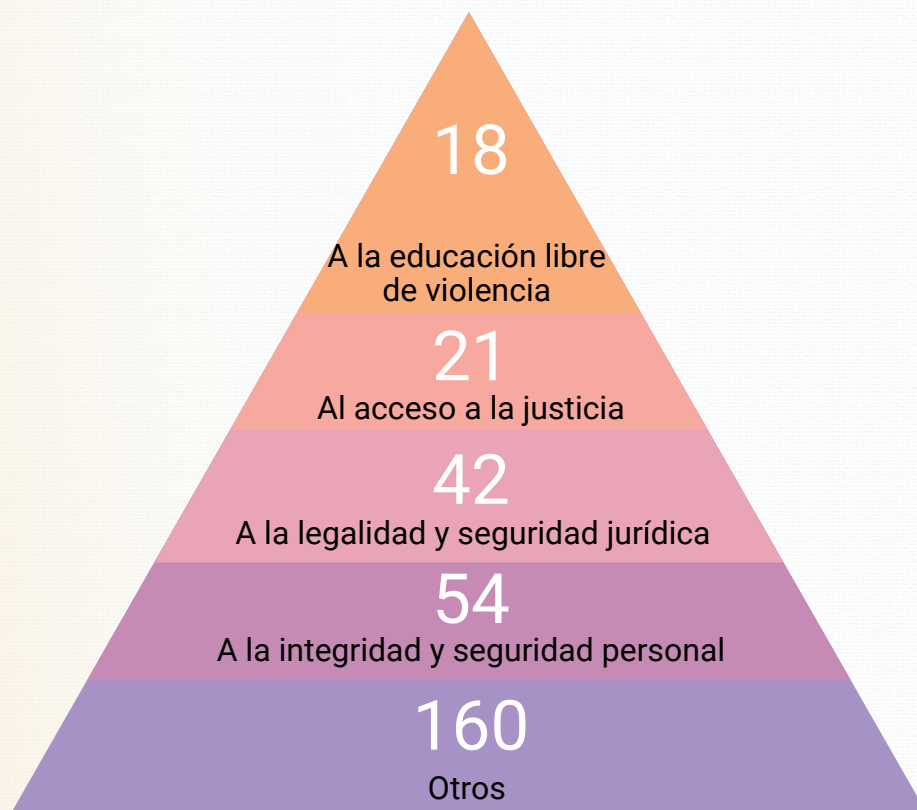 18
A la educación libre
de violencia
21
Al acceso a la justicia
42
A la legalidad y seguridad jurídica
54
A la integridad y seguridad personal
160
Otros